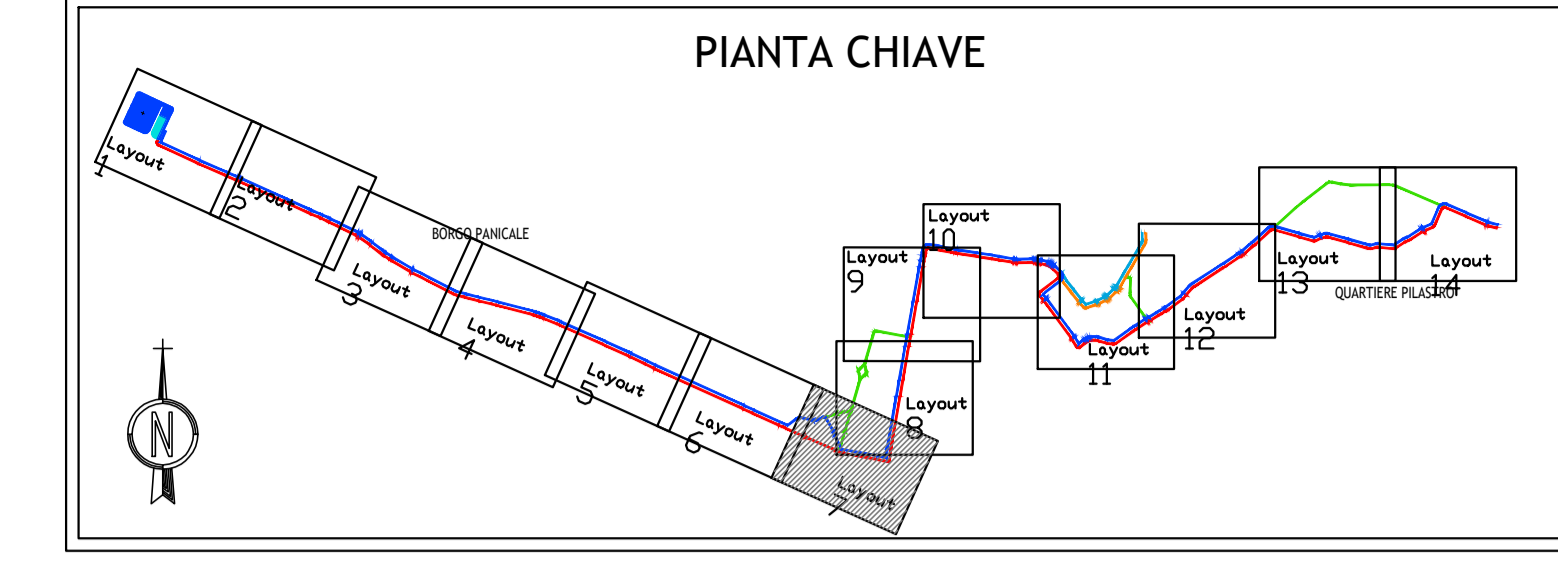 PIANTA CHIAVE
Layout
1
Layout
2
BORGO PANICALE
Layout
3
Layout
4
Layout
5
Layout
6
Layout
7
Layout
8
Layout
9
Layout
10
Layout
11
Layout
12
Layout
13
Layout
14
QUARTIERE PILASTRO
N